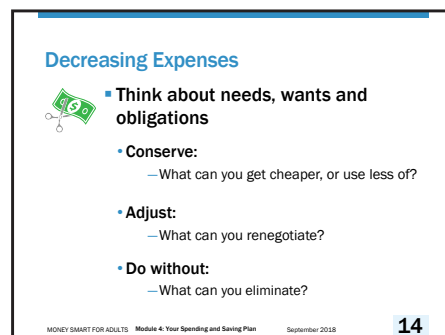 Decreasing Expenses
▪ Think about needs, wants and
obligations
• Conserve:
—What can you get cheaper, or use less of?
• Adjust:
—What can you renegotiate?
• Do without:
—What can you eliminate?
MONEY SMART FOR ADULTS Module 4: Your Spending and Saving Plan September 2018 14